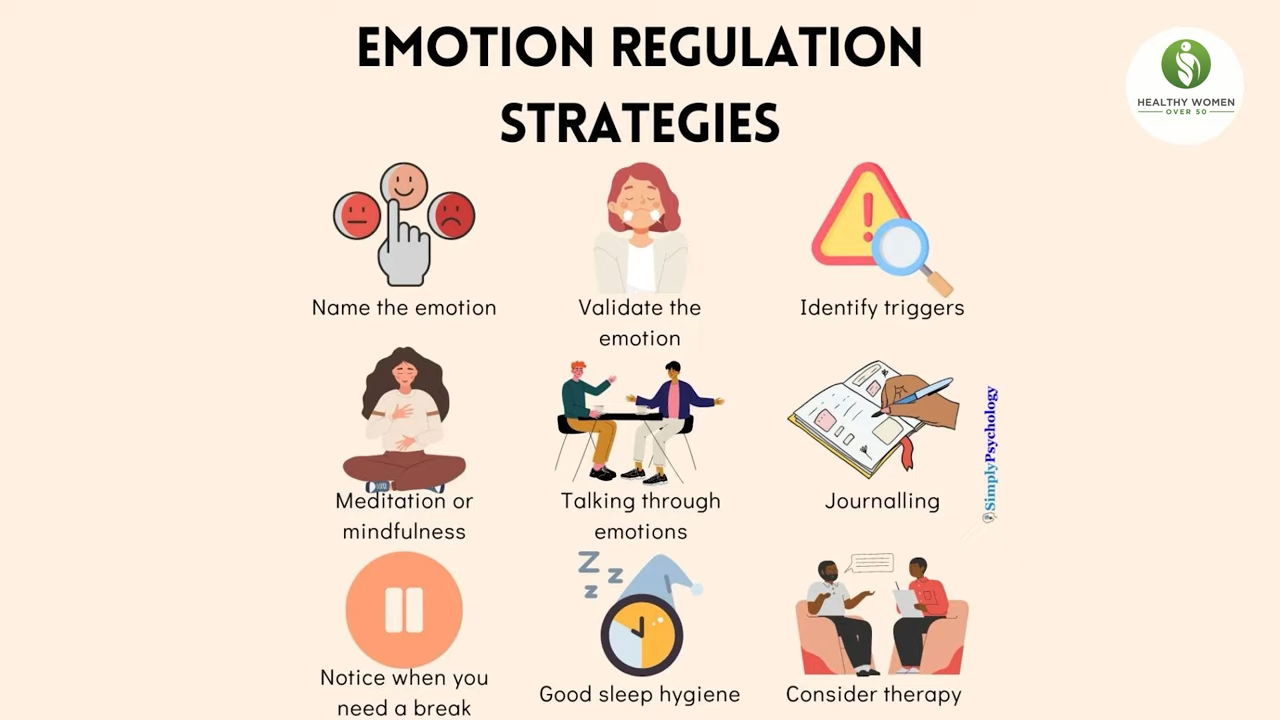 EMOTION REGULATION
STRATEGIES
HEALTHY WOMEN
OVER 50
Name the emotion
Validate the
emotion
Identify triggers
Meditation or
mindfulness
Talking through
emotions
Journalling
SimplyPsychology
Z
Z
Z
Notice when you
need a break
Good sleep hygiene
Consider therapy